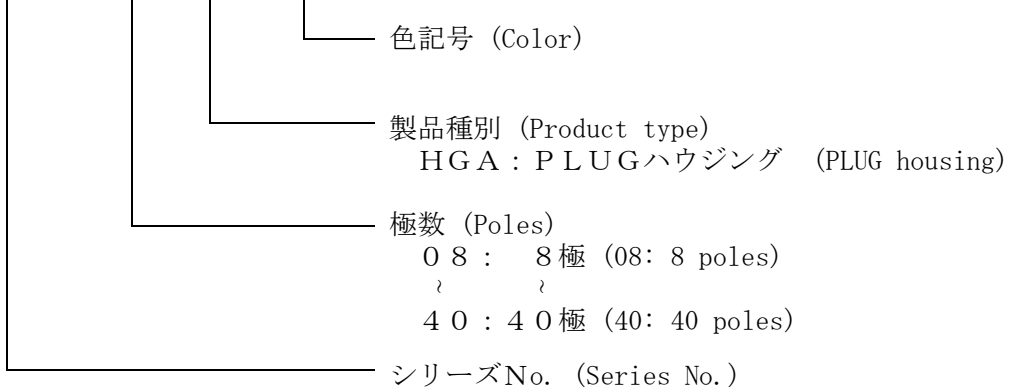 色記号 (Color)
製品種別 (Product type)
ＨＧＡ：ＰＬＵＧハウジング (PLUG housing)
極数 (Poles)
０８： ８極 (08: 8 poles)
～ ～
４０：４０極 (40: 40 poles)
シリーズNo. (Series No.)